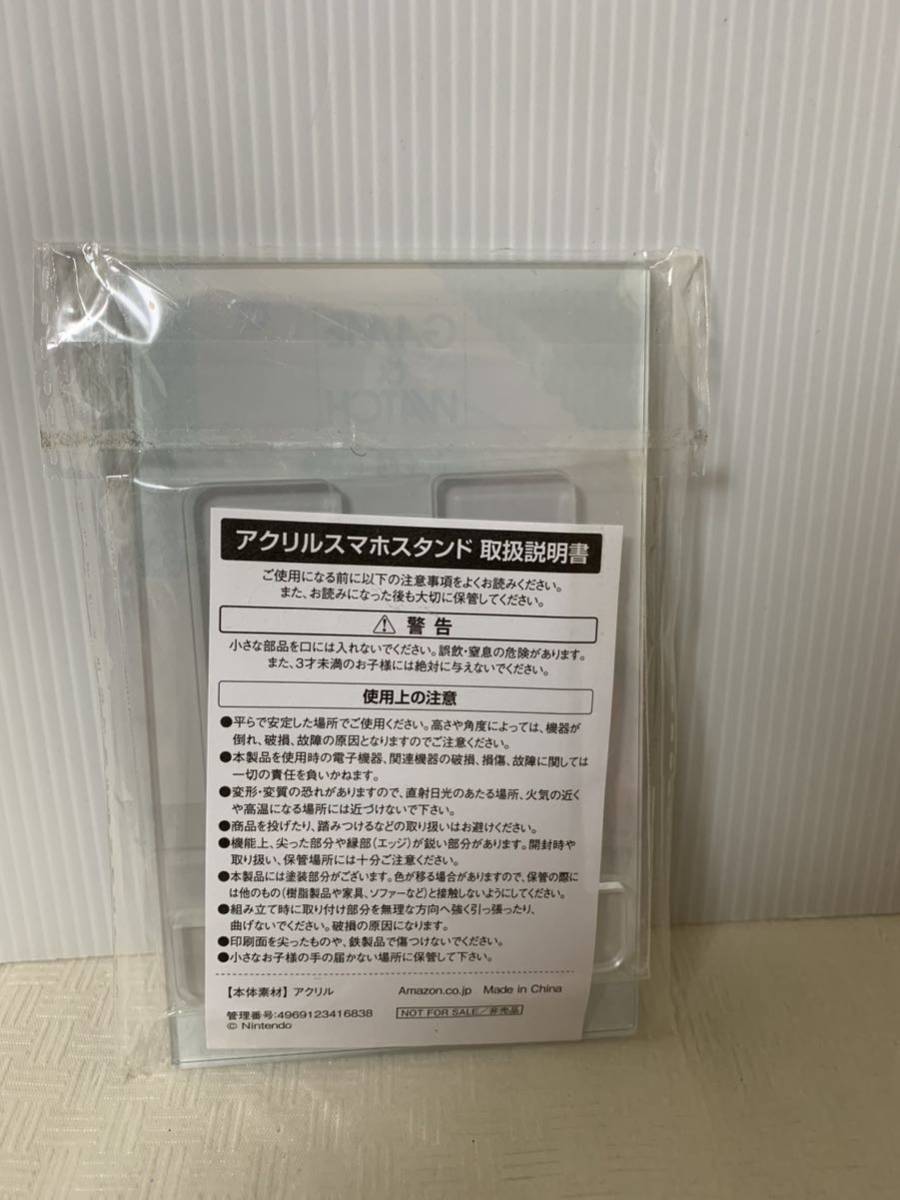 GAME
&
WATCH
アクリルスマホスタンド 取扱説明書
ご使用になる前に以下の注意事項をよくお読みください。
また、お読みになった後も大切に保管してください。
⚠ 警告
小さな部品を口には入れないでください。誤飲・窒息の危険があります。
また、3才未満のお子様には絶対に与えないでください。
使用上の注意
●平らで安定した場所でご使用ください。高さや角度によっては、機器が
倒れ、破損、故障の原因となりますのでご注意ください。
●本製品を使用時の電子機器、関連機器の破損、損傷、故障に関しては
一切の責任を負いかねます。
●変形・変質の恐れがありますので、直射日光のあたる場所、火気の近く
や高温になる場所には近づけないで下さい。
●商品を投げたり、踏みつけるなどの取り扱いはお避けください。
●機能上、尖った部分や縁部(エッジ)が鋭い部分があります。開封時や
取り扱い、保管場所には十分ご注意ください。
●本製品には塗装部分がございます。色が移る場合がありますので、保管の際に
は他のもの(樹脂製品や家具、ソファーなど)と接触しないようにしてください。
●組み立て時に取り付け部分を無理な方向へ強く引っ張ったり、
曲げないでください。破損の原因になります。
●印刷面を尖ったものや、鉄製品で傷つけないでください。
●小さなお子様の手の届かない場所に保管して下さい。
【本体素材】アクリル Amazon.co.jp Made in China
管理番号:4969123416838 NOT FOR SALE/非売品
© Nintendo